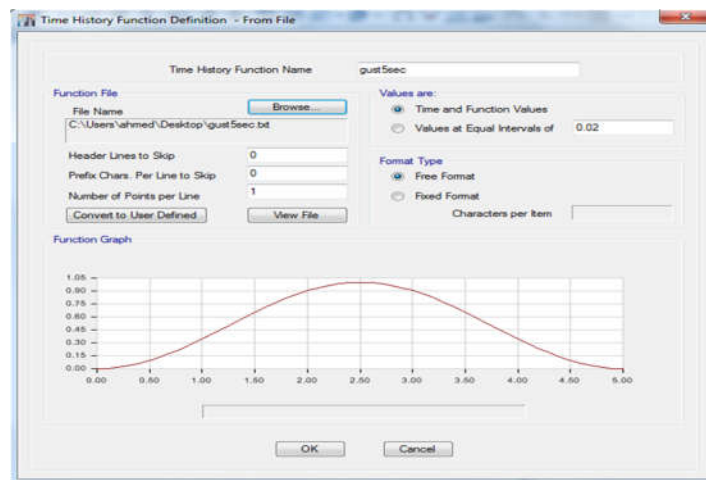 Time History Function Definition - From File
Time History Function Name gust5sec
Function File
File Name Browse...
C:\Users\ahmed\Desktop\gust5sec.txt
Header Lines to Skip 0
Prefix Chars. Per Line to Skip 0
Number of Points per Line 1
Convert to User Defined View File
Values are:
Time and Function Values
Values at Equal Intervals of 0.02
Format Type
Free Format
Fixed Format
Characters per Item
Function Graph
1.05
0.90
0.75
0.60
0.45
0.30
0.15
0.00
0.00 0.50 1.00 1.50 2.00 2.50 3.00 3.50 4.00 4.50 5.00
OK Cancel